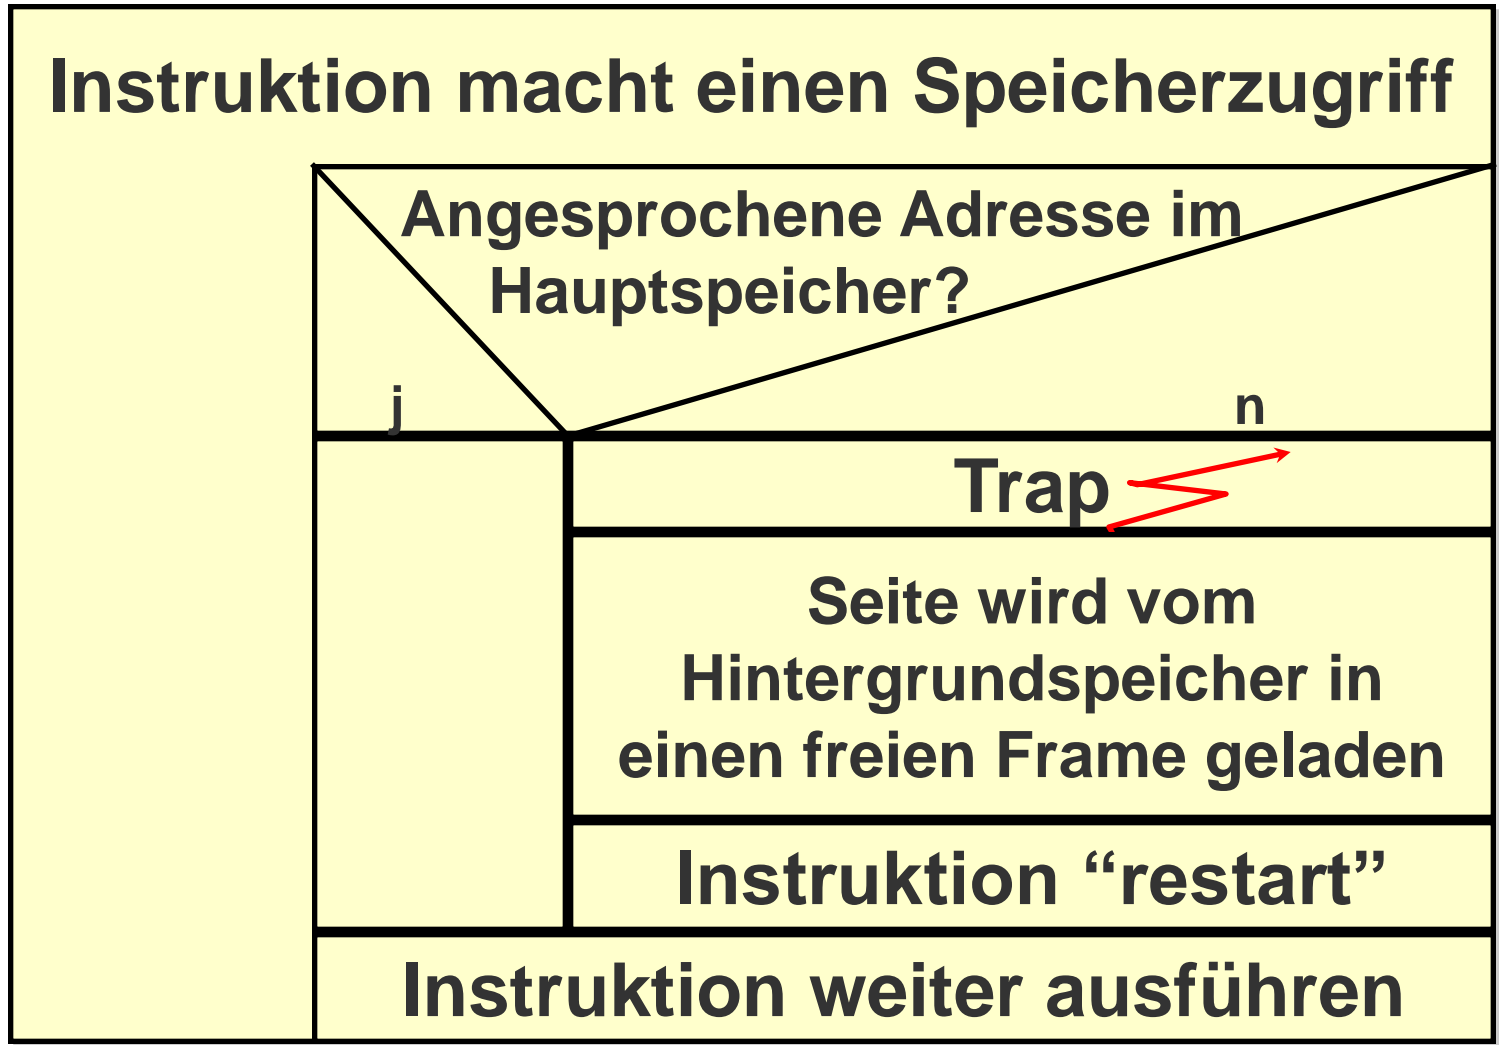 Instruktion macht einen Speicherzugriff
Angesprochene Adresse im
Hauptspeicher?
j
n
Trap
Seite wird vom
Hintergrundspeicher in
einen freien Frame geladen
Instruktion “restart”
Instruktion weiter ausführen